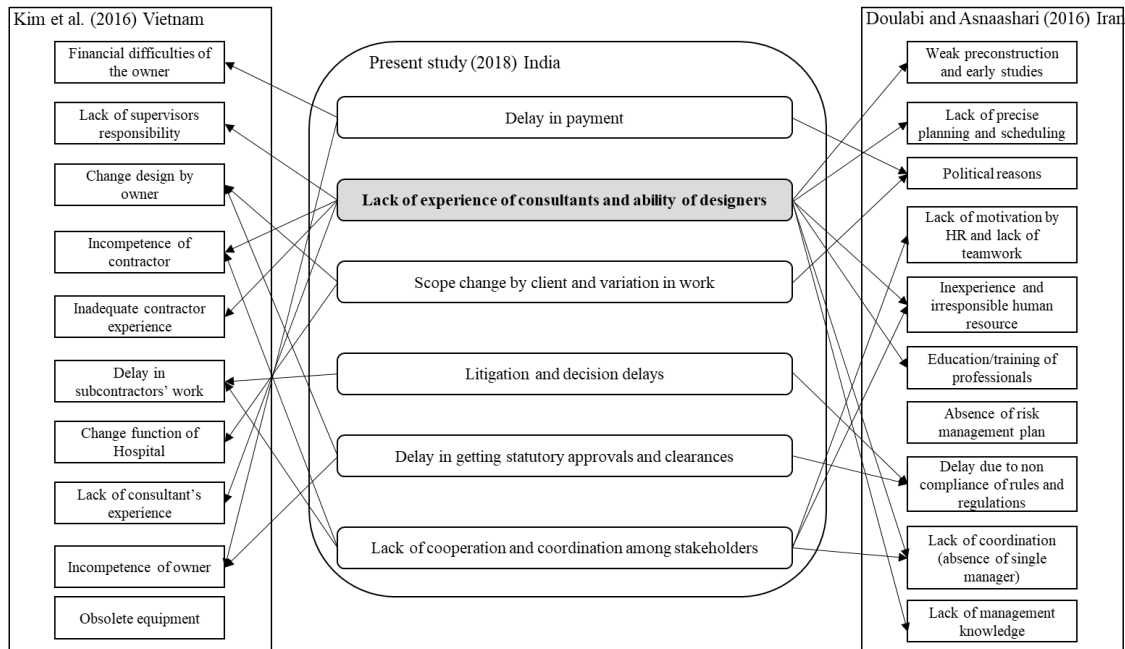 Kim et al. (2016) Vietnam
Financial difficulties of
the owner
Lack of supervisors
responsibility
Change design by
owner
Incompetence of
contractor
Inadequate contractor
experience
Delay in
subcontractors’ work
Change function of
Hospital
Lack of consultant’s
experience
Incompetence of owner
Obsolete equipment
Present study (2018) India
Delay in payment
Lack of experience of consultants and ability of designers
Scope change by client and variation in work
Litigation and decision delays
Delay in getting statutory approvals and clearances
Lack of cooperation and coordination among stakeholders
Doulabi and Asnaashari (2016) Iran
Weak preconstruction
and early studies
Lack of precise
planning and scheduling
Political reasons
Lack of motivation by
HR and lack of
teamwork
Inexperience and
irresponsible human
resource
Education/training of
professionals
Absence of risk
management plan
Delay due to non
compliance of rules and
regulations
Lack of coordination
(absence of single
manager)
Lack of management
knowledge